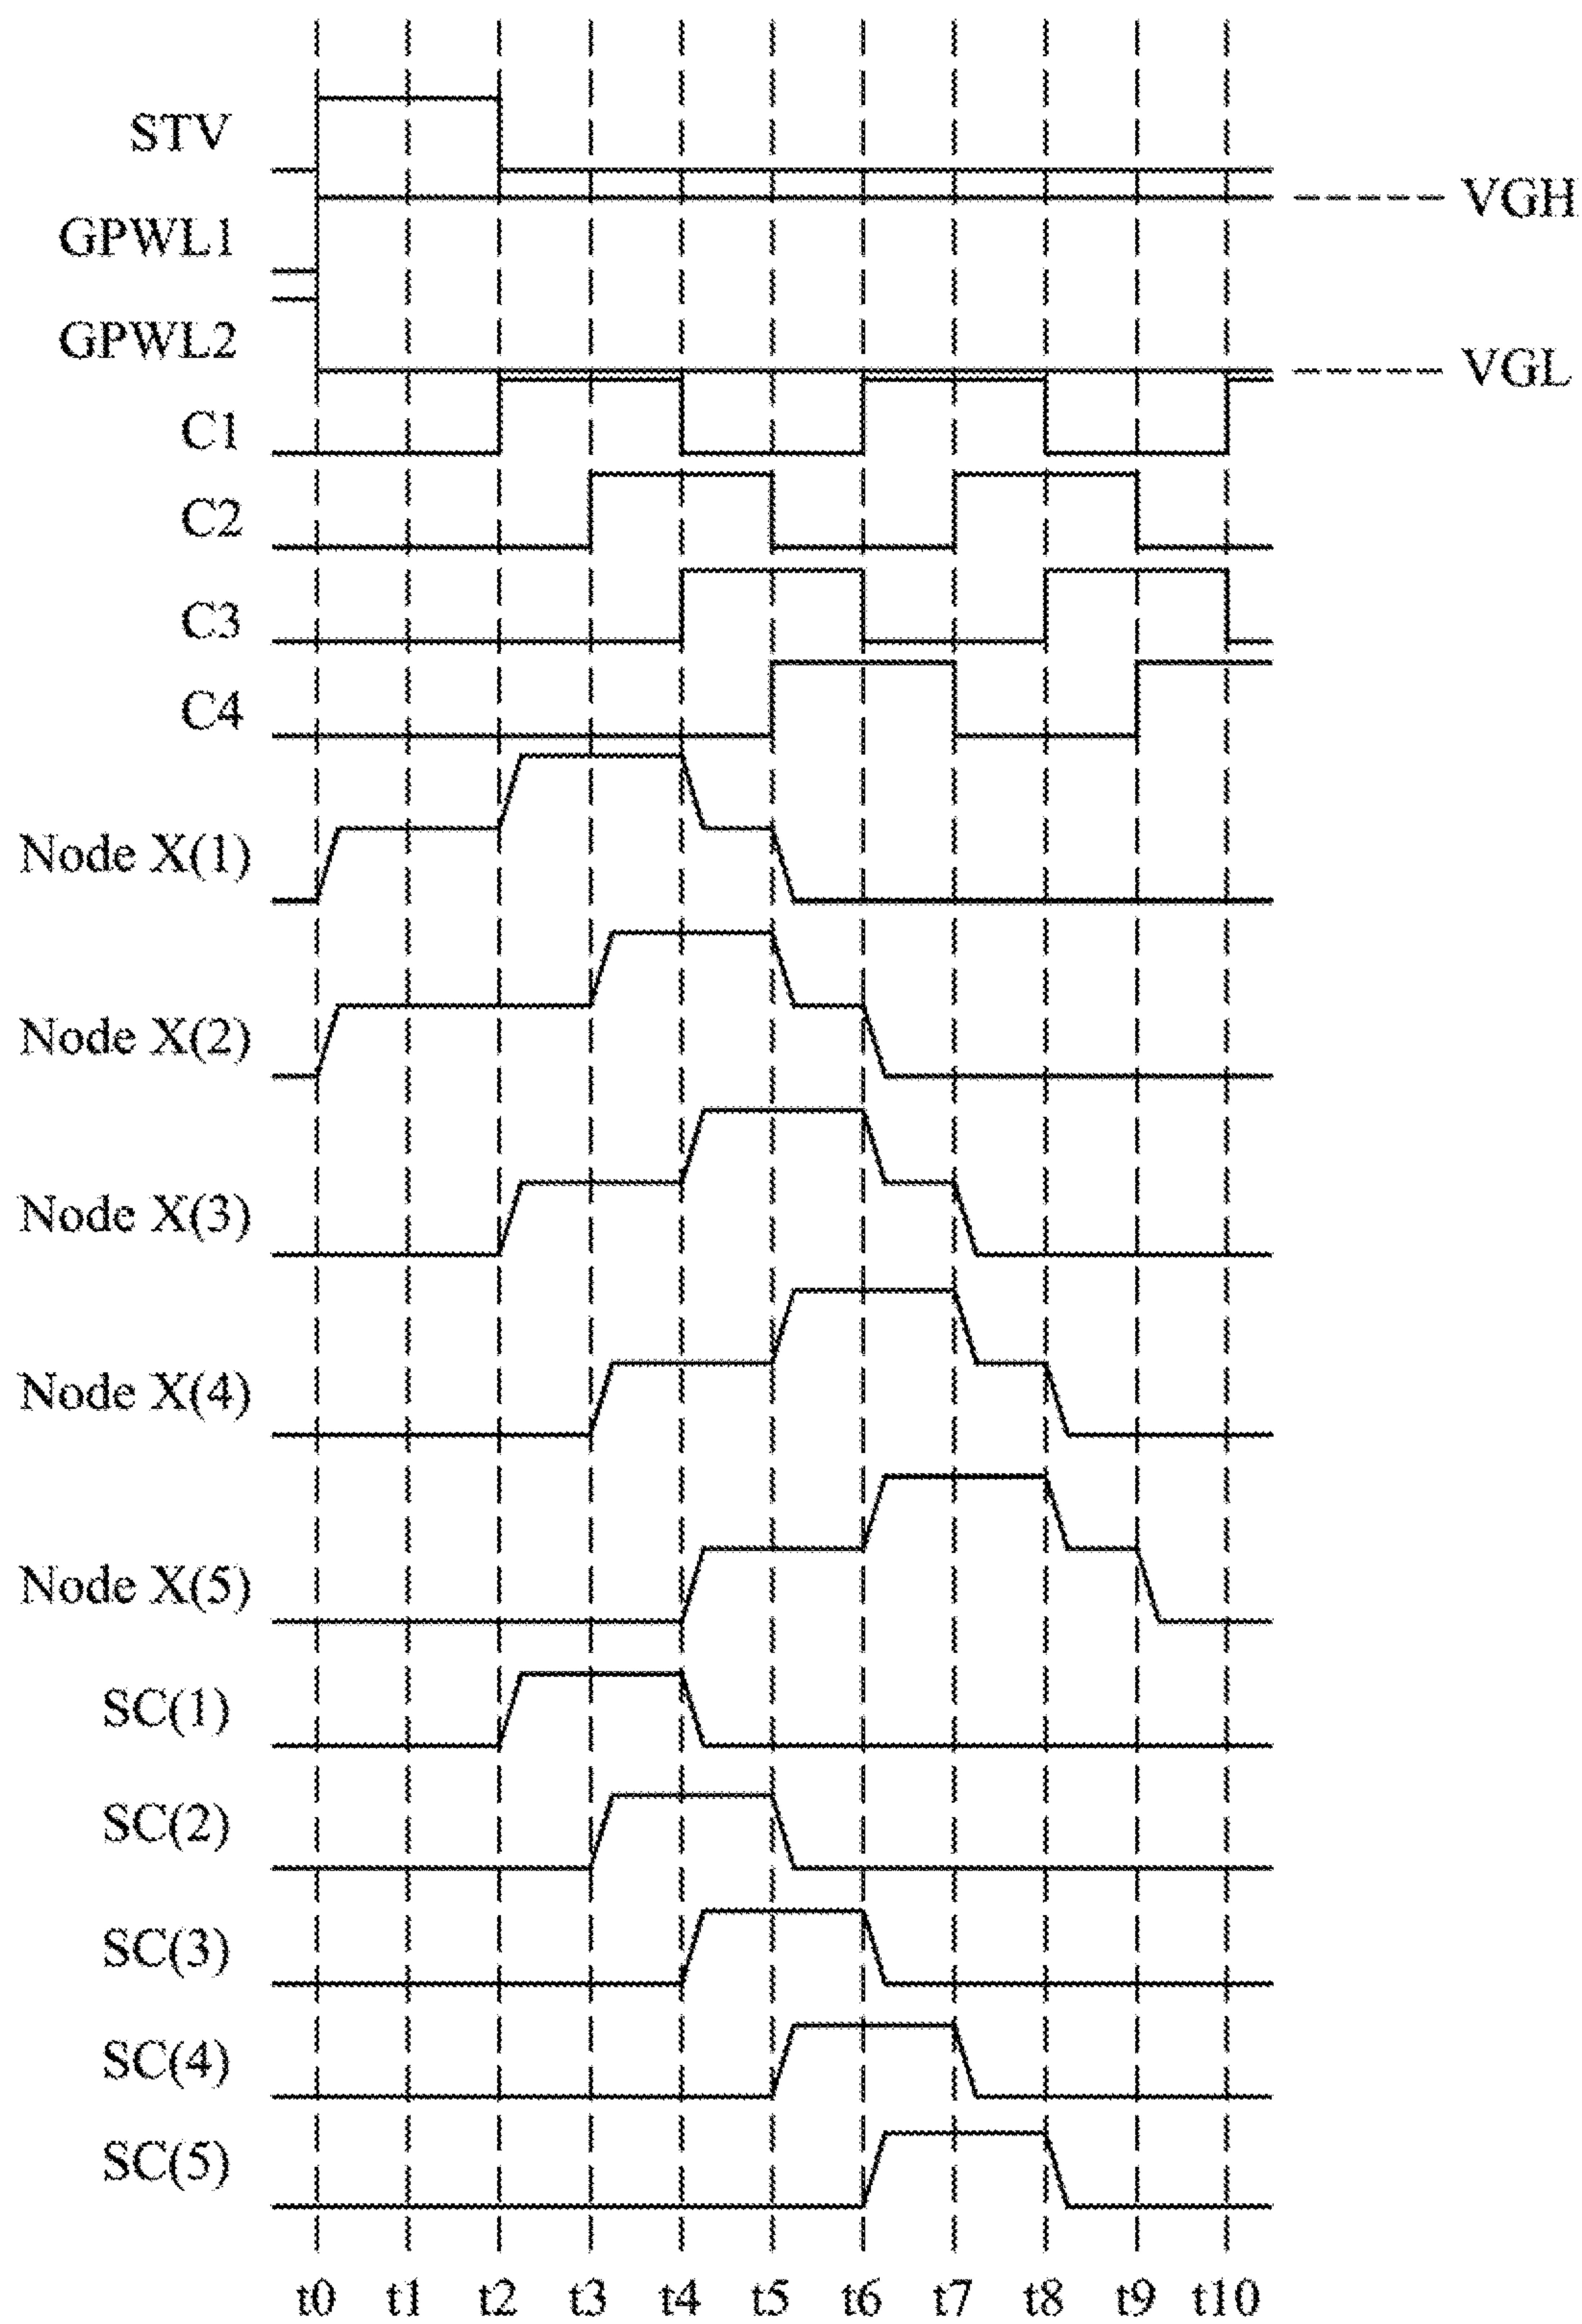 STV
VGH
GPWL1
GPWL2
VGL
C1
C2
C3
C4
Node X(1)
Node X(2)
Node X(3)
Node X(4)
Node X(5)
SC(1)
SC(2)
SC(3)
SC(4)
SC(5)
t0 t1 t2 t3 t4 t5 t6 t7 t8 t9 t10